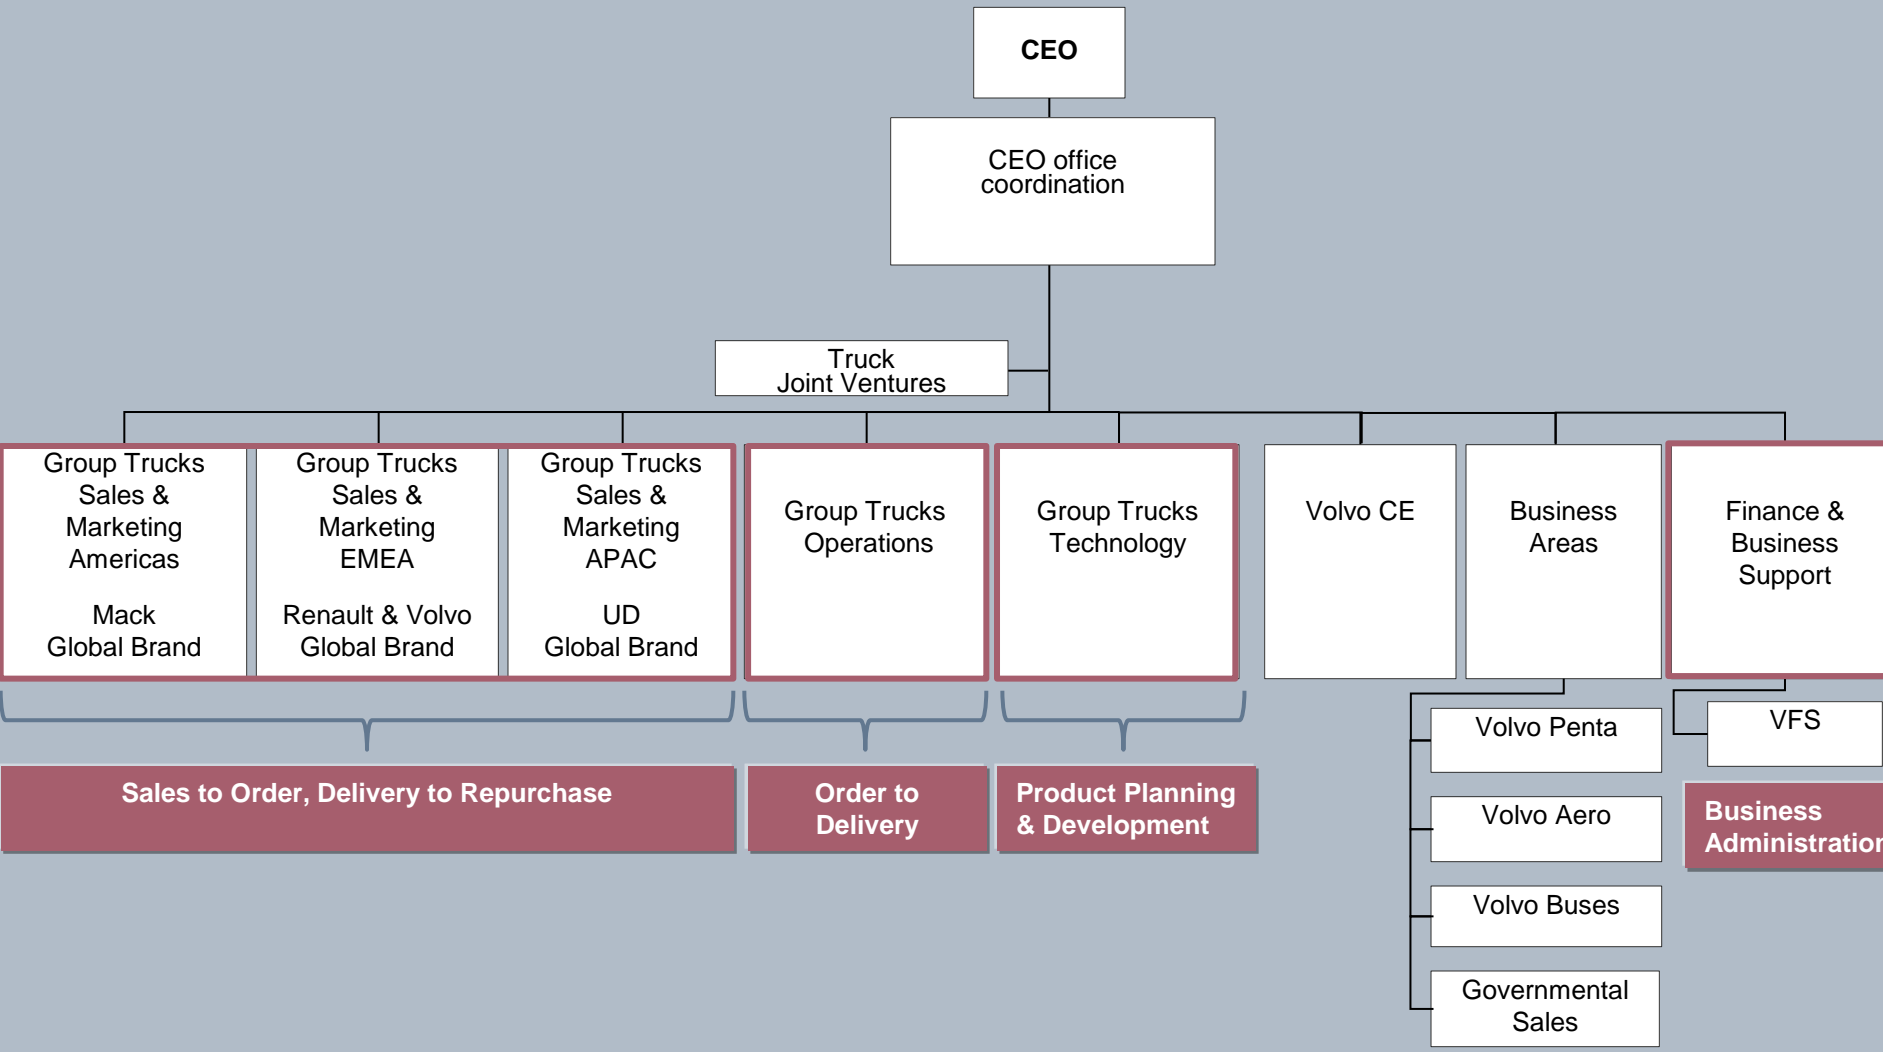 CEO
CEO office
coordination
Truck
Joint Ventures
Group Trucks
Sales &
Marketing
Americas
Mack
Global Brand
Group Trucks
Sales &
Marketing
EMEA
Renault & Volvo
Global Brand
Group Trucks
Sales &
Marketing
APAC
UD
Global Brand
Group Trucks
Operations
Group Trucks
Technology
Volvo CE
Business
Areas
Finance &
Business
Support
Volvo Penta
Volvo Aero
Volvo Buses
Governmental
Sales
VFS
Sales to Order, Delivery to Repurchase
Order to
Delivery
Product Planning
& Development
Business
Administration